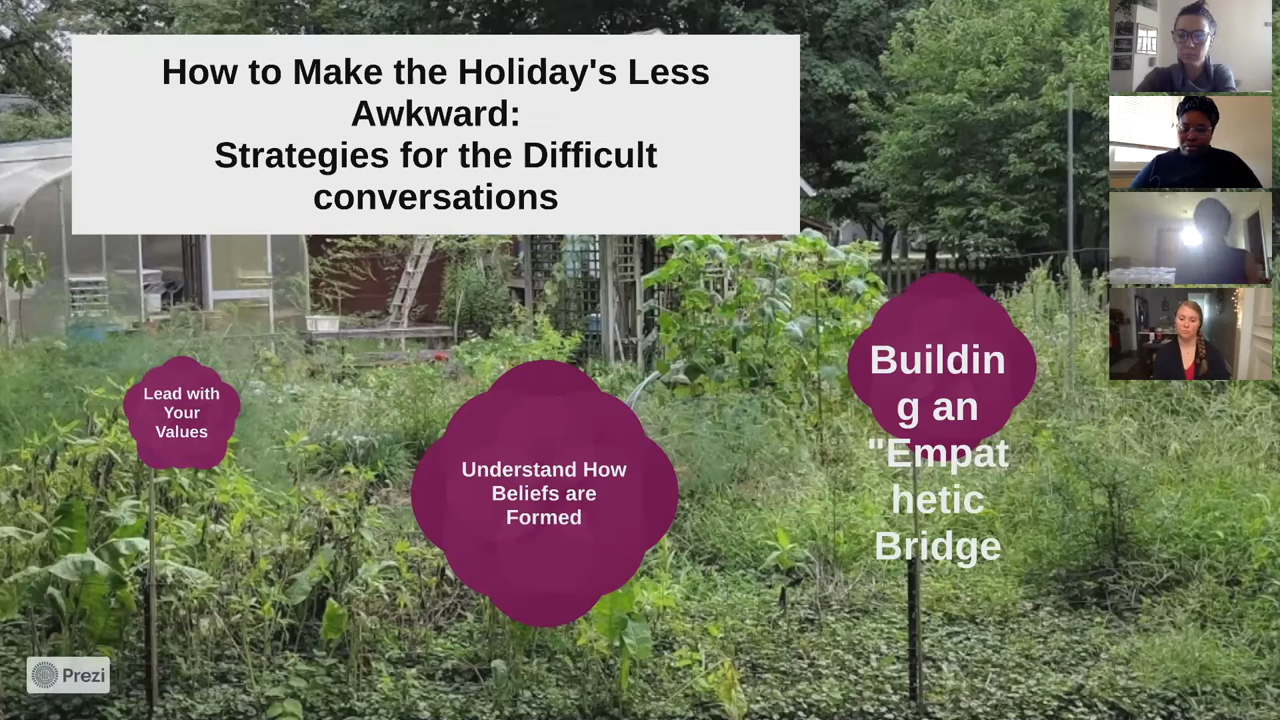 How to Make the Holiday's Less
Awkward:
Strategies for the Difficult
conversations
Lead with
Your
Values
Understand How
Beliefs are
Formed
Buildin
g an
"Empat
hetic
Bridge
Prezi